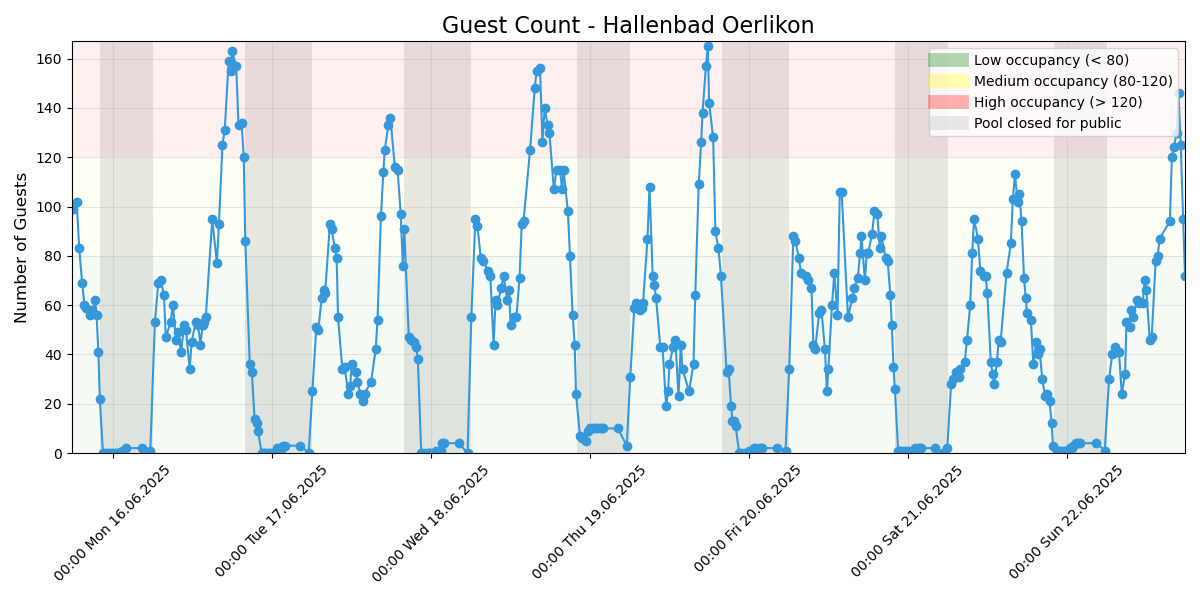 Guest Count - Hallenbad Oerlikon
Number of Guests
160
140
120
100
80
60
40
20
0
Low occupancy (< 80)
Medium occupancy (80-120)
High occupancy (> 120)
Pool closed for public
00:00 Mon 16.06.2025
00:00 Tue 17.06.2025
00:00 Wed 18.06.2025
00:00 Thu 19.06.2025
00:00 Fri 20.06.2025
00:00 Sat 21.06.2025
00:00 Sun 22.06.2025